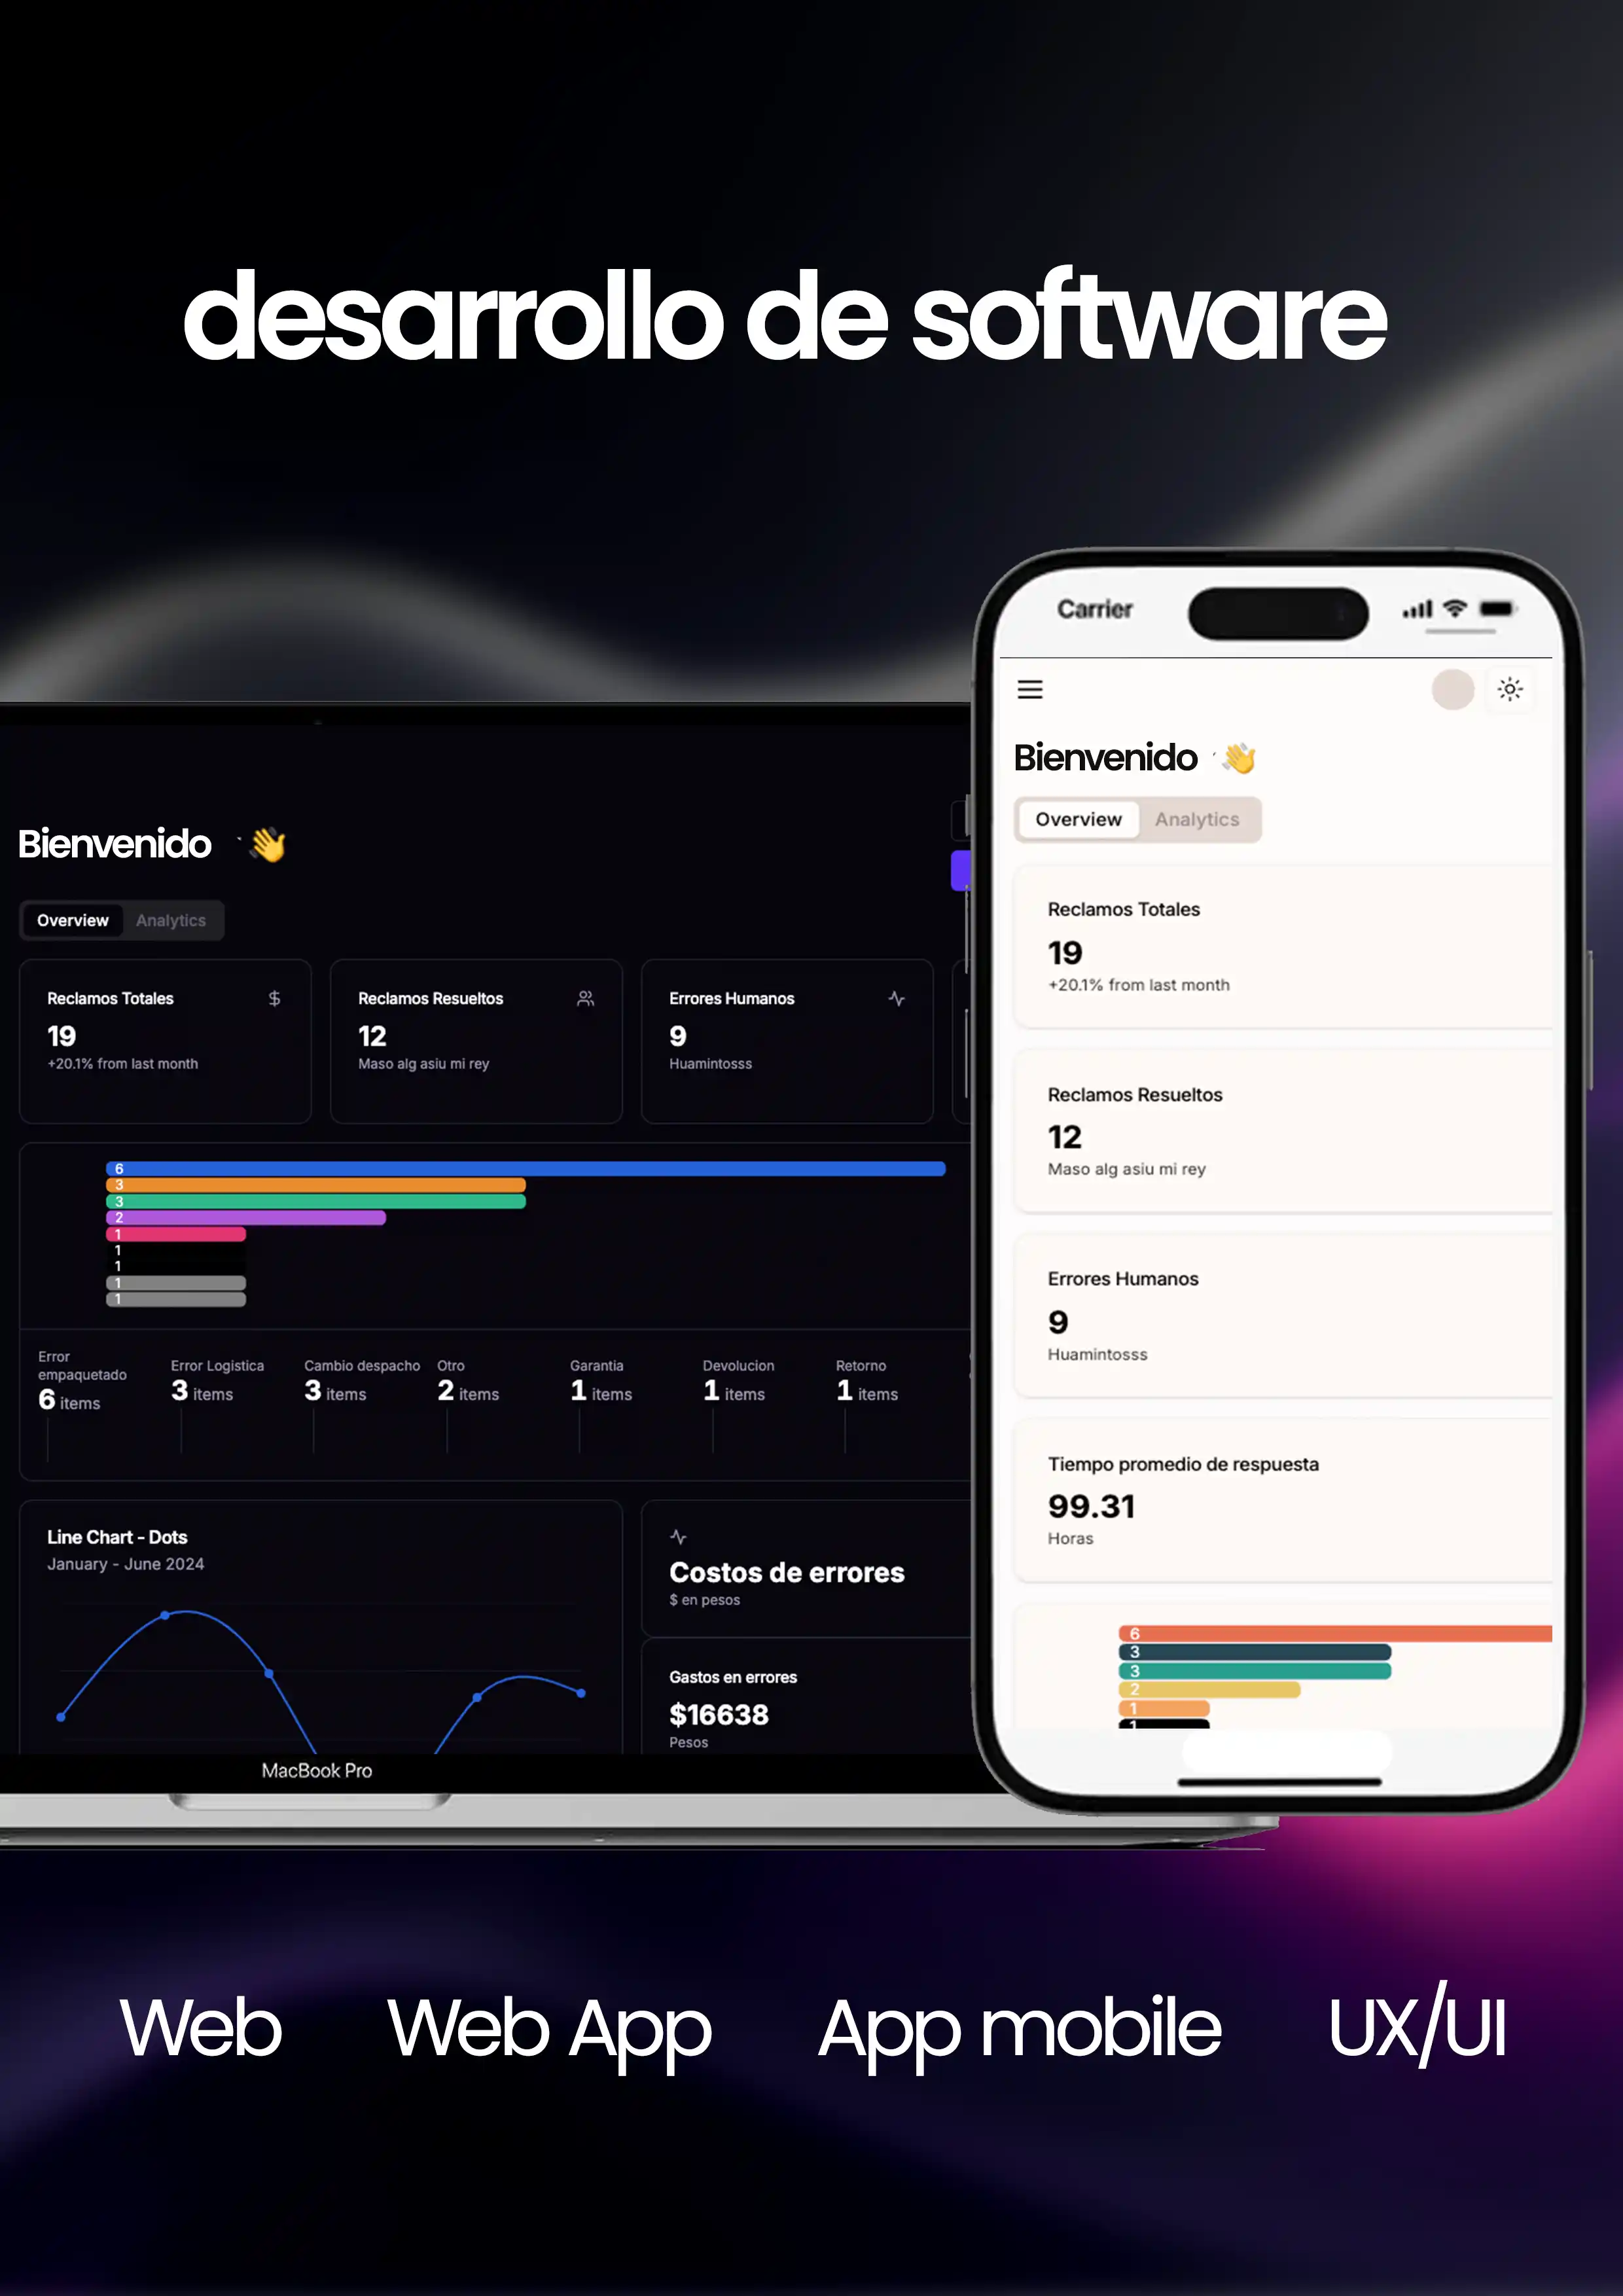 desarrollo de software
Bienvenido 👋
Overview Analytics
Reclamos Totales $
19
+20.1% from last month
Reclamos Resueltos
12
Maso alg asiu mi rey
Errores Humanos
9
Huamintosss
6
3
3
2
1
1
1
1
1
Error
empaquetado
6 items
Error Logistica
3 items
Cambio despacho
3 items
Otro
2 items
Garantia
1 items
Devolucion
1 items
Retorno
1 items
Line Chart - Dots
January - June 2024
Costos de errores
$ en pesos
Gastos en errores
$16638
Pesos
MacBook Pro
Carrier
Bienvenido 👋
Overview Analytics
Reclamos Totales
19
+20.1% from last month
Reclamos Resueltos
12
Maso alg asiu mi rey
Errores Humanos
9
Huamintosss
Tiempo promedio de respuesta
99.31
Horas
6
3
3
2
1
1
Web Web App App mobile UX/UI